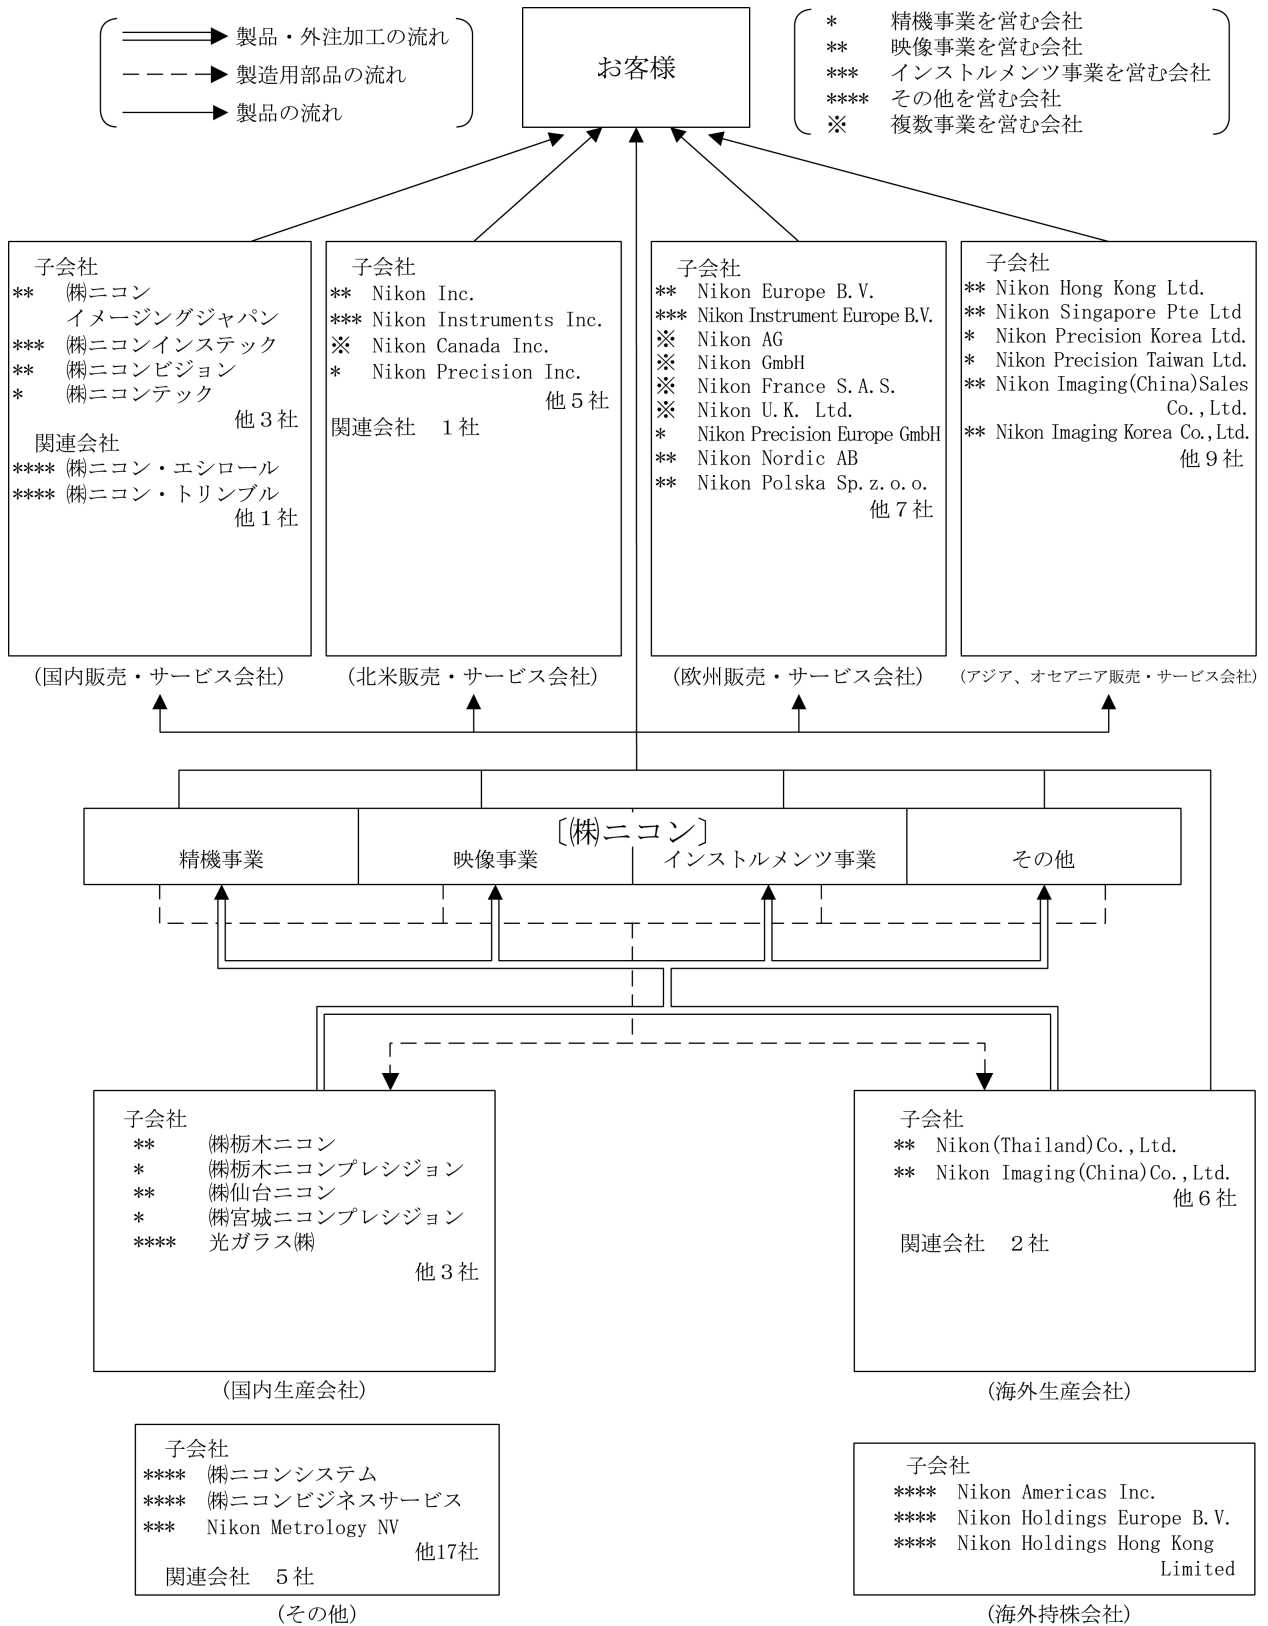 製品・外注加工の流れ
製造用部品の流れ
製品の流れ
お客様
* 精機事業を営む会社
** 映像事業を営む会社
*** インストルメンツ事業を営む会社
**** その他を営む会社
※ 複数事業を営む会社
子会社
** ㈱ニコン
イメージングジャパン
*** ㈱ニコンインステック
** ㈱ニコンビジョン
* ㈱ニコンテック
他3社
関連会社
**** ㈱ニコン・エシロール
**** ㈱ニコン・トリンブル
他1社
(国内販売・サービス会社)
子会社
** Nikon Inc.
*** Nikon Instruments Inc.
※ Nikon Canada Inc.
* Nikon Precision Inc.
他5社
関連会社 1社
(北米販売・サービス会社)
子会社
** Nikon Europe B.V.
*** Nikon Instrument Europe B.V.
※ Nikon AG
※ Nikon GmbH
※ Nikon France S.A.S.
※ Nikon U.K. Ltd.
* Nikon Precision Europe GmbH
** Nikon Nordic AB
** Nikon Polska Sp.z.o.o.
他7社
(欧州販売・サービス会社)
子会社
** Nikon Hong Kong Ltd.
** Nikon Singapore Pte Ltd
* Nikon Precision Korea Ltd.
* Nikon Precision Taiwan Ltd.
** Nikon Imaging(China)Sales
Co.,Ltd.
** Nikon Imaging Korea Co.,Ltd.
他9社
(アジア、オセアニア販売・サービス会社)
〔㈱ニコン〕
精機事業
映像事業
インストルメンツ事業
その他
子会社
** ㈱栃木ニコン
* ㈱栃木ニコンプレシジョン
** ㈱仙台ニコン
* ㈱宮城ニコンプレシジョン
**** 光ガラス㈱
他3社
(国内生産会社)
子会社
** Nikon(Thailand)Co.,Ltd.
** Nikon Imaging(China)Co.,Ltd.
他6社
関連会社 2社
(海外生産会社)
子会社
**** ㈱ニコンシステム
**** ㈱ニコンビジネスサービス
*** Nikon Metrology NV
他17社
関連会社 5社
(その他)
子会社
**** Nikon Americas Inc.
**** Nikon Holdings Europe B.V.
**** Nikon Holdings Hong Kong
Limited
(海外持株会社)